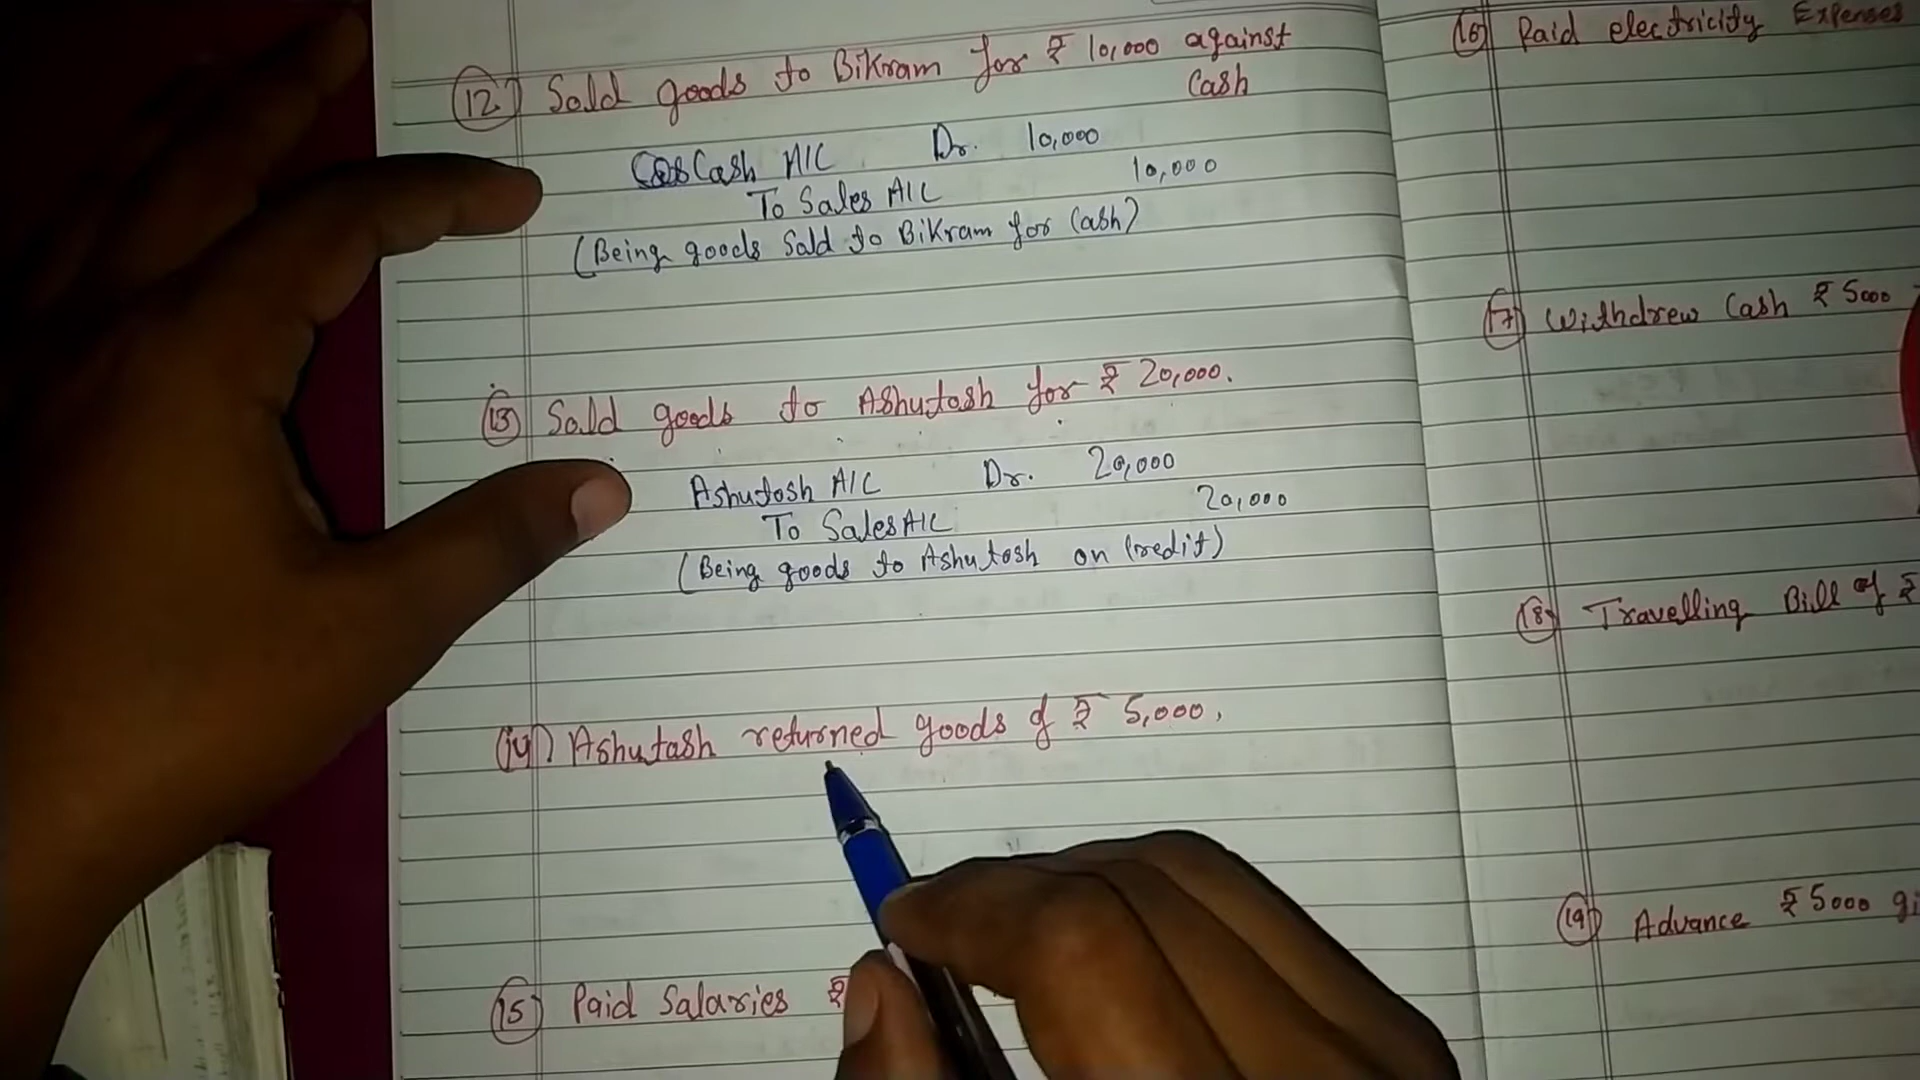 12 Sold goods to Bikram for ₹ 10,000 against
Cash
Cash A/C Dr. 10,000
To Sales A/C 10,000
(Being goods Sold to Bikram for Cash)
13 Sold goods to Ashutosh for ₹ 20,000.
Ashutosh A/C Dr. 20,000
To Sales A/C 20,000
(Being goods to Ashutosh on Credit)
14 Ashutosh returned goods of ₹ 5,000.
15 Paid Salaries ₹
16 Paid electricity Expenses
17 Withdrew Cash ₹ 5000
18 Travelling Bill of ₹
19 Advance ₹ 5000 gi